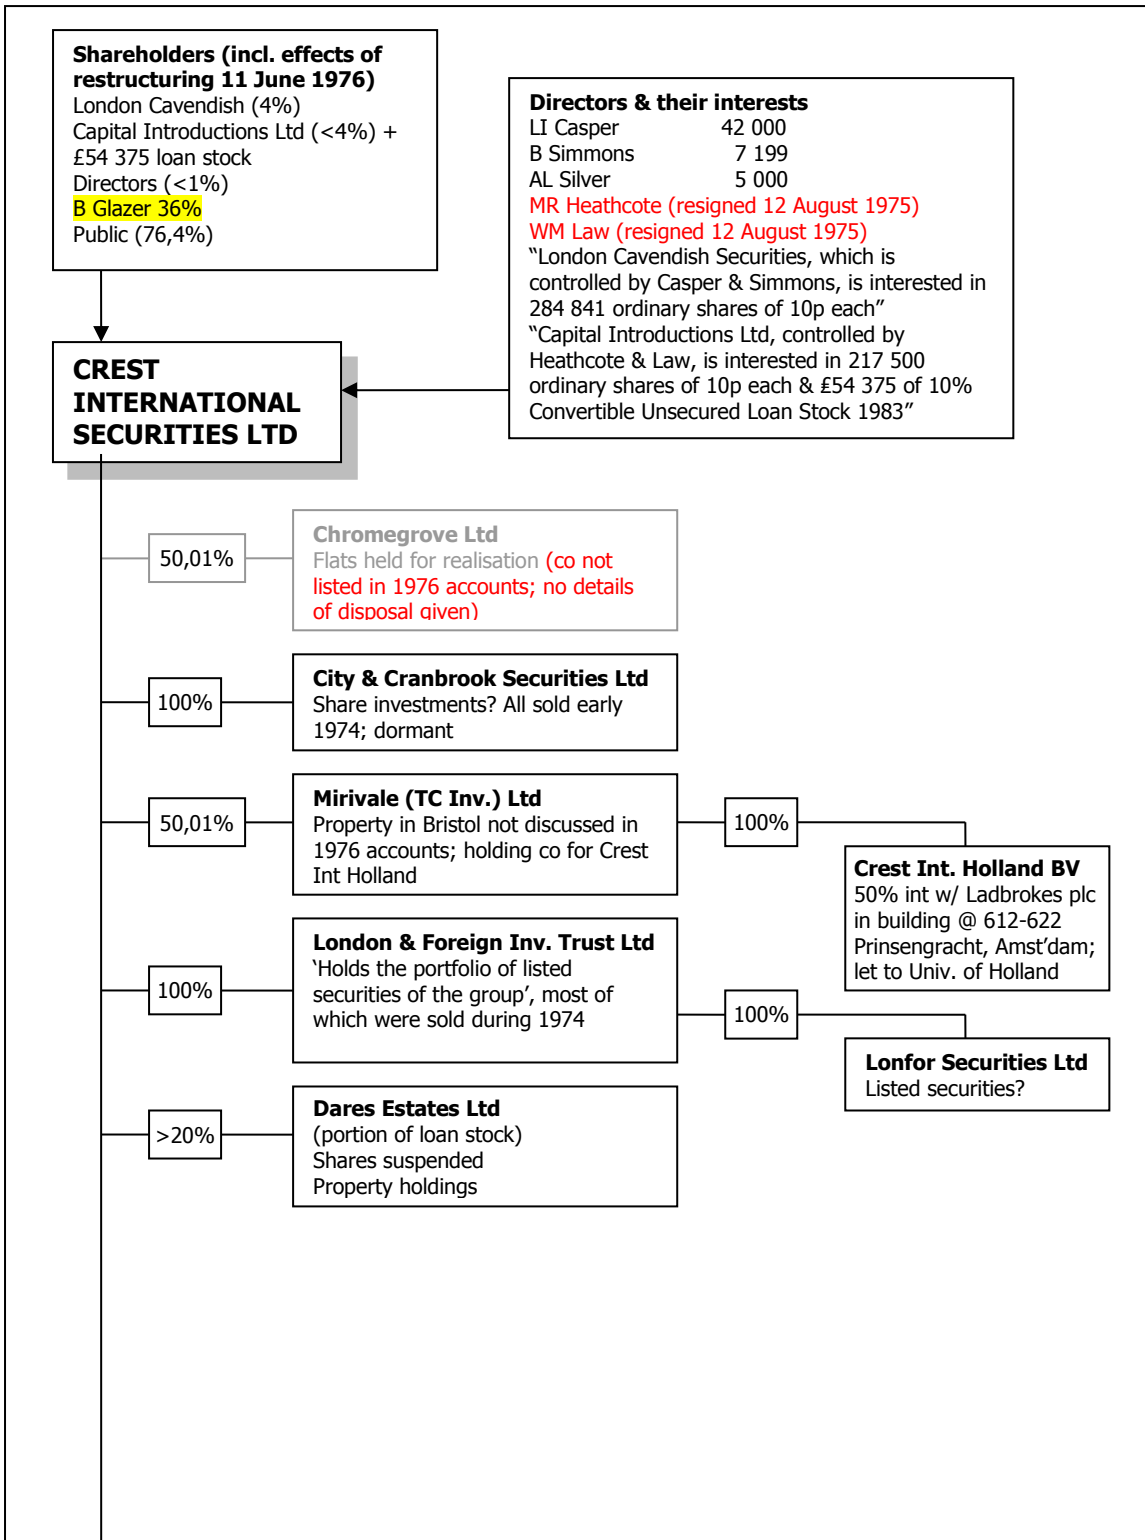 Shareholders (incl. effects of
restructuring 11 June 1976)
London Cavendish (4%)
Capital Introductions Ltd (<4%) +
£54 375 loan stock
Directors (<1%)
B Glazer 36%
Public (76,4%)
Directors & their interests
LI Casper 42 000
B Simmons 7 199
AL Silver 5 000
MR Heathcote (resigned 12 August 1975)
WM Law (resigned 12 August 1975)
“London Cavendish Securities, which is
controlled by Casper & Simmons, is interested in
284 841 ordinary shares of 10p each”
“Capital Introductions Ltd, controlled by
Heathcote & Law, is interested in 217 500
ordinary shares of 10p each & £54 375 of 10%
Convertible Unsecured Loan Stock 1983”
CREST
INTERNATIONAL
SECURITIES LTD
50,01%
Chromegrove Ltd
Flats held for realisation (co not
listed in 1976 accounts; no details
of disposal given)
100%
City & Cranbrook Securities Ltd
Share investments? All sold early
1974; dormant
50,01%
Mirivale (TC Inv.) Ltd
Property in Bristol not discussed in
1976 accounts; holding co for Crest
Int Holland
100%
Crest Int. Holland BV
50% int w/ Ladbrokes plc
in building @ 612-622
Prinsengracht, Amst’dam;
let to Univ. of Holland
100%
London & Foreign Inv. Trust Ltd
‘Holds the portfolio of listed
securities of the group’, most of
which were sold during 1974
100%
Lonfor Securities Ltd
Listed securities?
>20%
Dares Estates Ltd
(portion of loan stock)
Shares suspended
Property holdings